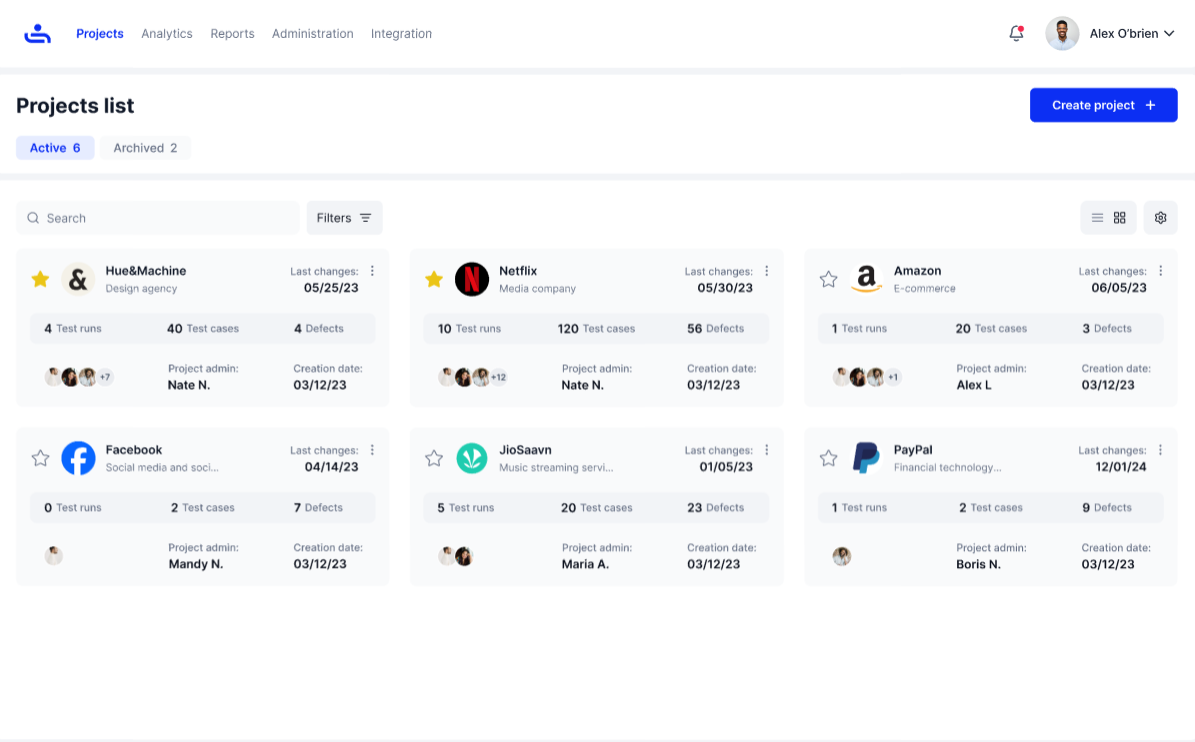 Projects Analytics Reports Administration Integration Alex O'brien
Projects list
Create project +
Active 6 Archived 2
Search
Filters
&
Hue&Machine
Design agency
Last changes:
05/25/23
4 Test runs 40 Test cases 4 Defects
+7
Project admin:
Nate N.
Creation date:
03/12/23
N
Netflix
Media company
Last changes:
05/30/23
10 Test runs 120 Test cases 56 Defects
+12
Project admin:
Nate N.
Creation date:
03/12/23
a
Amazon
E-commerce
Last changes:
06/05/23
1 Test runs 20 Test cases 3 Defects
+1
Project admin:
Alex L
Creation date:
03/12/23
f
Facebook
Social media and soci...
Last changes:
04/14/23
0 Test runs 2 Test cases 7 Defects
Project admin:
Mandy N.
Creation date:
03/12/23
JioSaavn
Music streaming servi...
Last changes:
01/05/23
5 Test runs 20 Test cases 23 Defects
Project admin:
Maria A.
Creation date:
03/12/23
P
PayPal
Financial technology...
Last changes:
12/01/24
1 Test runs 2 Test cases 9 Defects
Project admin:
Boris N.
Creation date:
03/12/23